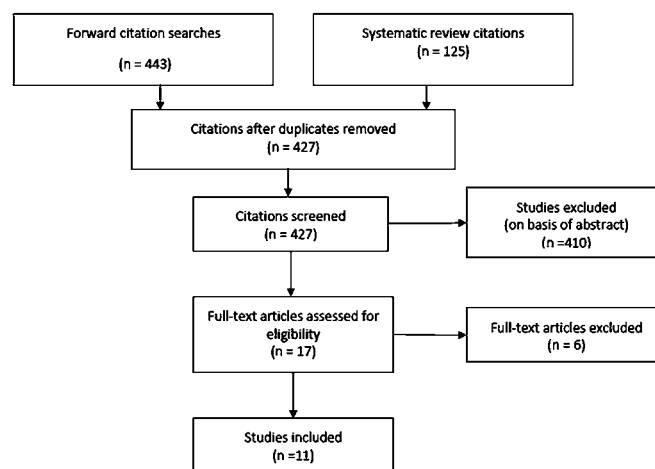 Forward citation searches
(n = 443)
Systematic review citations
(n = 125)
Citations after duplicates removed
(n = 427)
Citations screened
(n = 427)
Studies excluded
(on basis of abstract)
(n =410)
Full-text articles assessed for
eligibility
(n = 17)
Full-text articles excluded
(n = 6)
Studies included
(n =11)